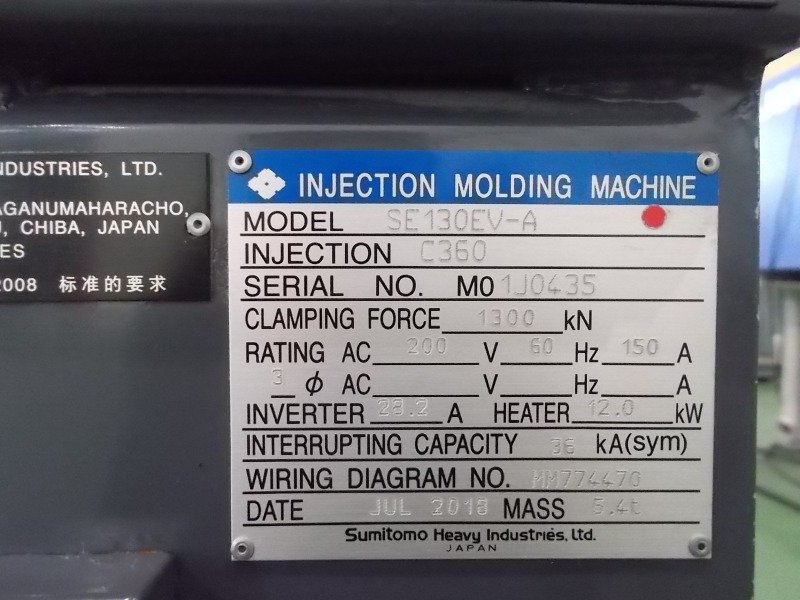 NDUSTRIES, LTD.
AGANUMAHARACHO,
, CHIBA, JAPAN
ES
2008 标准的要求
INJECTION MOLDING MACHINE
MODEL SE130EV-A
INJECTION C360
SERIAL NO. M01J0435
CLAMPING FORCE 1300 kN
RATING AC 200 V 60 Hz 150 A
3 φ AC V Hz A
INVERTER 28.2 A HEATER 12.0 kW
INTERRUPTING CAPACITY 36 kA(sym)
WIRING DIAGRAM NO. MM774470
DATE JUL 2018 MASS 5.4t
Sumitomo Heavy Industries, Ltd.
JAPAN